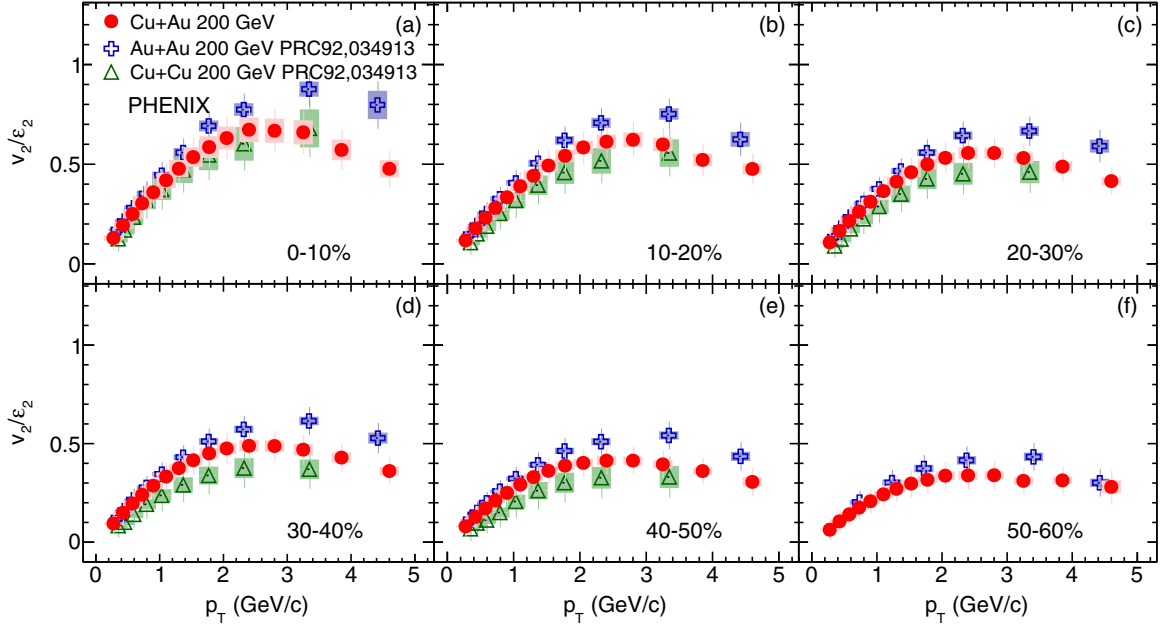 (a)
Cu+Au 200 GeV
Au+Au 200 GeV PRC92,034913
Cu+Cu 200 GeV PRC92,034913
PHENIX
0-10%
(b)
10-20%
(c)
20-30%
v₂/ε₂
1
0.5
0
(d)
30-40%
(e)
40-50%
(f)
50-60%
v₂/ε₂
1
0.5
0
0 1 2 3 4 5
0 1 2 3 4 5
0 1 2 3 4 5
p_T (GeV/c)
p_T (GeV/c)
p_T (GeV/c)